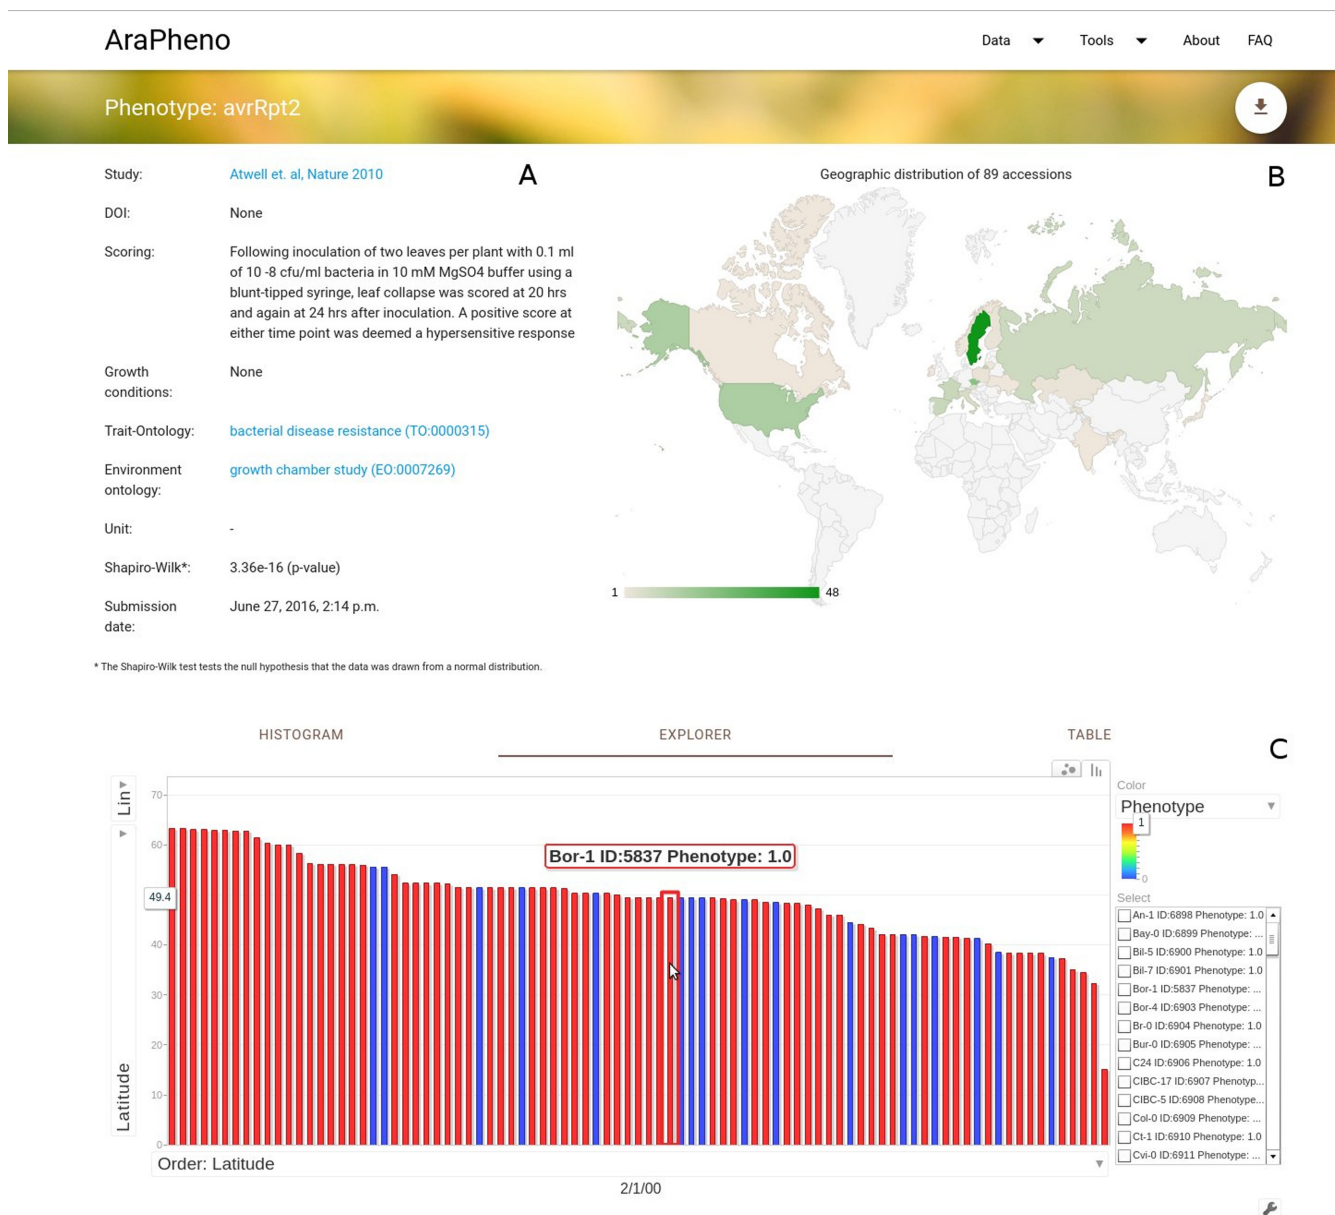 AraPheno
Data
Tools
About
FAQ
Phenotype: avrRpt2
Study:
Atwell et. al, Nature 2010
A
DOI:
None
Scoring:
Following inoculation of two leaves per plant with 0.1 ml
of 10 -8 cfu/ml bacteria in 10 mM MgSO4 buffer using a
blunt-tipped syringe, leaf collapse was scored at 20 hrs
and again at 24 hrs after inoculation. A positive score at
either time point was deemed a hypersensitive response
Growth
conditions:
None
Trait-Ontology:
bacterial disease resistance (TO:0000315)
Environment
ontology:
growth chamber study (EO:0007269)
Unit:
-
Shapiro-Wilk*:
3.36e-16 (p-value)
Submission
date:
June 27, 2016, 2:14 p.m.
* The Shapiro-Wilk test tests the null hypothesis that the data was drawn from a normal distribution.
Geographic distribution of 89 accessions
B
1
48
HISTOGRAM
EXPLORER
TABLE
C
Lin
Latitude
70
60
49.4
40
30
20
10
0
Bor-1 ID:5837 Phenotype: 1.0
Order: Latitude
2/1/00
Color
Phenotype
1
0
Select
An-1 ID:6898 Phenotype: 1.0
Bay-0 ID:6899 Phenotype: ...
Bil-5 ID:6900 Phenotype: 1.0
Bil-7 ID:6901 Phenotype: 1.0
Bor-1 ID:5837 Phenotype: ...
Bor-4 ID:6903 Phenotype: ...
Br-0 ID:6904 Phenotype: 1.0
Bur-0 ID:6905 Phenotype: ...
C24 ID:6906 Phenotype: 1.0
CIBC-17 ID:6907 Phenotyp...
CIBC-5 ID:6908 Phenotype...
Col-0 ID:6909 Phenotype: ...
Ct-1 ID:6910 Phenotype: 1.0
Cvi-0 ID:6911 Phenotype: ...